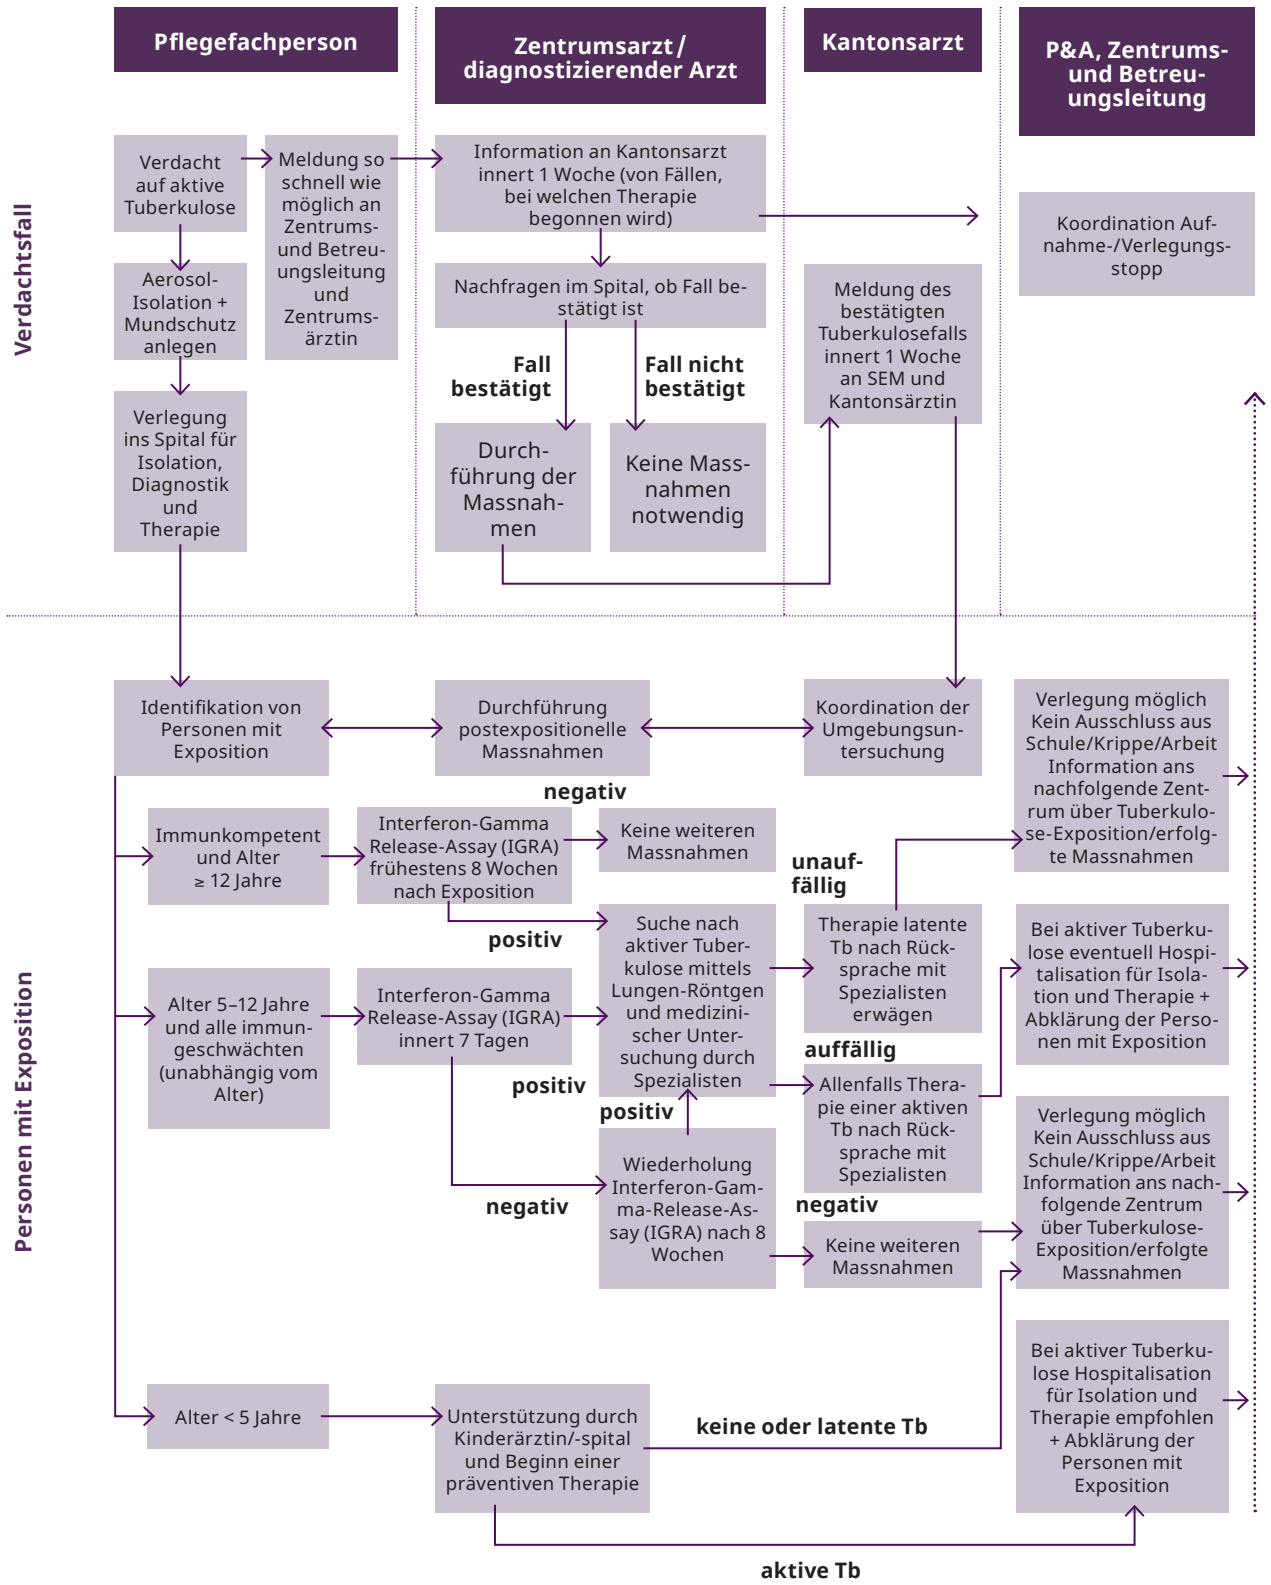 Pflegefachperson
Zentrumsarzt/
diagnostizierender Arzt
Kantonsarzt
P&A, Zentrums-
und Betreu-
ungsleitung
Verdachtsfall
Verdacht
auf aktive
Tuberkulose
Meldung so
schnell wie
möglich an
Zentrums-
und Betreu-
ungsleitung
und
Zentrums-
ärztin
Aerosol-
Isolation +
Mundschutz
anlegen
Verlegung
ins Spital für
Isolation,
Diagnostik
und
Therapie
Information an Kantonsarzt
innert 1 Woche (von Fällen,
bei welchen Therapie
begonnen wird)
Nachfragen im Spital, ob Fall be-
stätigt ist
Fall
bestätigt
Fall nicht
bestätigt
Durch-
führung der
Massnah-
men
Keine Mass-
nahmen
notwendig
Meldung des
bestätigten
Tuberkulosefalls
innert 1 Woche
an SEM und
Kantonsärztin
Koordination Auf-
nahme-/Verlegungs-
stopp
Personen mit Exposition
Identifikation von
Personen mit
Exposition
Durchführung
postexpositionelle
Massnahmen
Koordination der
Umgebungsun-
tersuchung
Verlegung möglich
Kein Ausschluss aus
Schule/Krippe/Arbeit
Information ans
nachfolgende Zent-
rum über Tuberkulo-
se-Exposition/erfolg-
te Massnahmen
Immunkompetent
und Alter
≥ 12 Jahre
Interferon-Gamma
Release-Assay (IGRA)
frühestens 8 Wochen
nach Exposition
negativ
Keine weiteren
Massnahmen
positiv
unauf-
fällig
Suche nach
aktiver Tuber-
kulose mittels
Lungen-Röntgen
und medizini-
scher Unter-
suchung durch
Spezialisten
Therapie latente
Tb nach Rück-
sprache mit
Spezialisten
erwägen
Bei aktiver Tuberku-
lose eventuell Hospi-
talisation für Isola-
tion und Therapie +
Abklärung der Perso-
nen mit Exposition
Alter 5–12 Jahre
und alle immun-
geschwächten
(unabhängig vom
Alter)
Interferon-Gamma
Release-Assay (IGRA)
innert 7 Tagen
positiv
auffällig
Allenfalls Thera-
pie einer aktiven
Tb nach Rück-
sprache mit
Spezialisten
positiv
negativ
Wiederholung
Interferon-Gam-
ma-Release-As-
say (IGRA) nach 8
Wochen
negativ
Keine weiteren
Massnahmen
Verlegung möglich
Kein Ausschluss aus
Schule/Krippe/Arbeit
Information ans nach-
folgende Zentrum
über Tuberkulose-
Exposition/erfolgte
Massnahmen
Alter < 5 Jahre
Unterstützung durch
Kinderärztin/-spital
und Beginn einer
präventiven Therapie
keine oder latente Tb
aktive Tb
Bei aktiver Tuberku-
lose Hospitalisation
für Isolation und
Therapie empfohlen
+ Abklärung der
Personen mit
Exposition